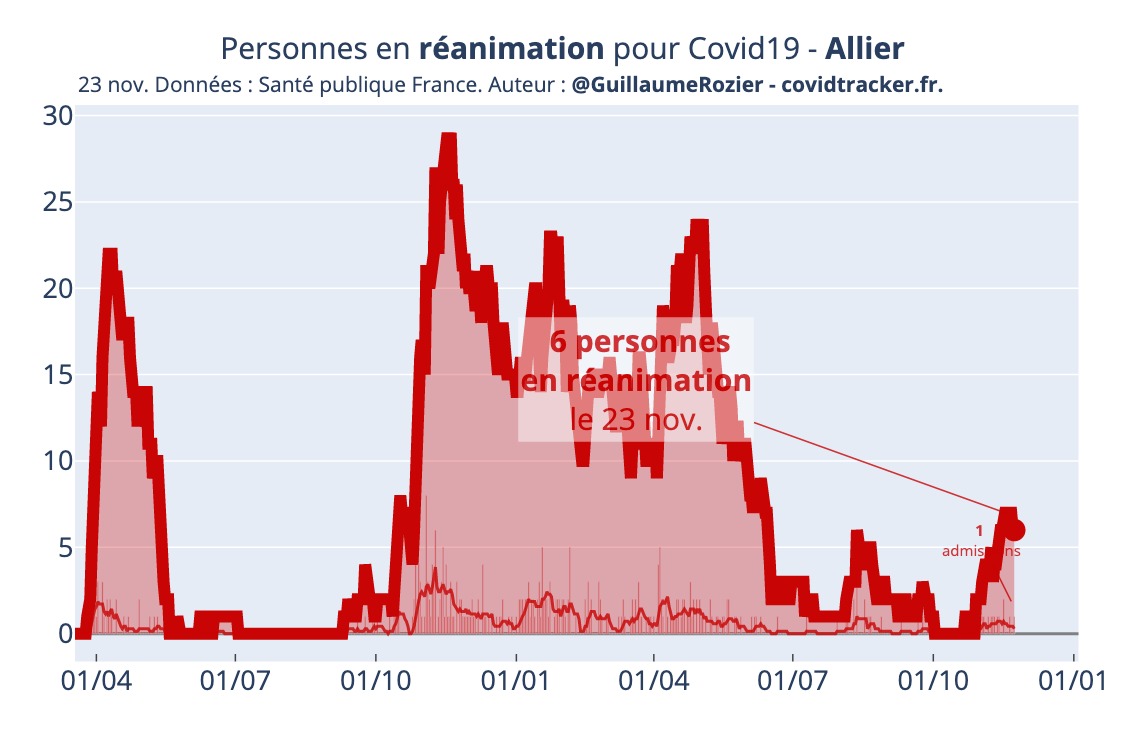 Personnes en réanimation pour Covid19 - Allier
23 nov. Données : Santé publique France. Auteur : @GuillaumeRozier - covidtracker.fr.
30
25
20
15
10
5
0
6 personnes
en réanimation
le 23 nov.
1
admissions
01/04
01/07
01/10
01/01
01/04
01/07
01/10
01/01